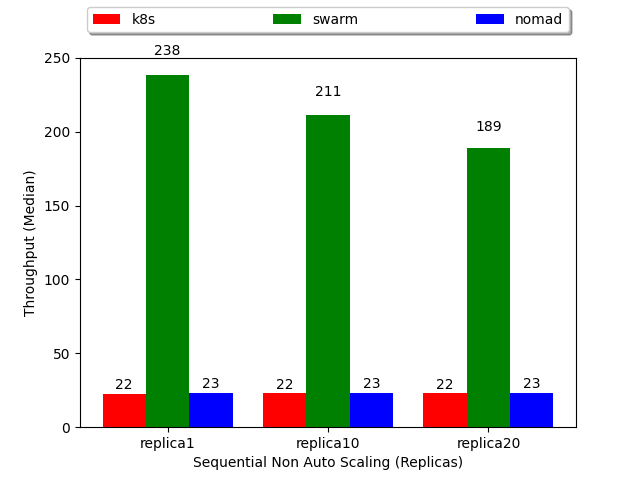 k8s swarm nomad
238
211
189
22 23 22 23 22 23
250
200
150
100
50
0
Throughput (Median)
replica1 replica10 replica20
Sequential Non Auto Scaling (Replicas)